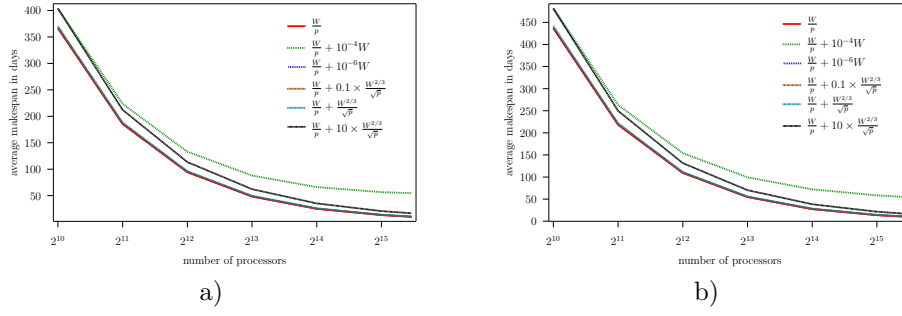 400
350
300
250
200
150
100
50
average makespan in days
2^10 2^11 2^12 2^13 2^14 2^15
number of processors
W/p
W/p + 10^−4 W
W/p + 10^−6 W
W/p + 0.1 × W^2/3/√p
W/p + W^2/3/√p
W/p + 10 × W^2/3/√p
a)
450
400
350
300
250
200
150
100
50
0
average makespan in days
2^10 2^11 2^12 2^13 2^14 2^15
number of processors
W/p
W/p + 10^−4 W
W/p + 10^−6 W
W/p + 0.1 × W^2/3/√p
W/p + W^2/3/√p
W/p + 10 × W^2/3/√p
b)